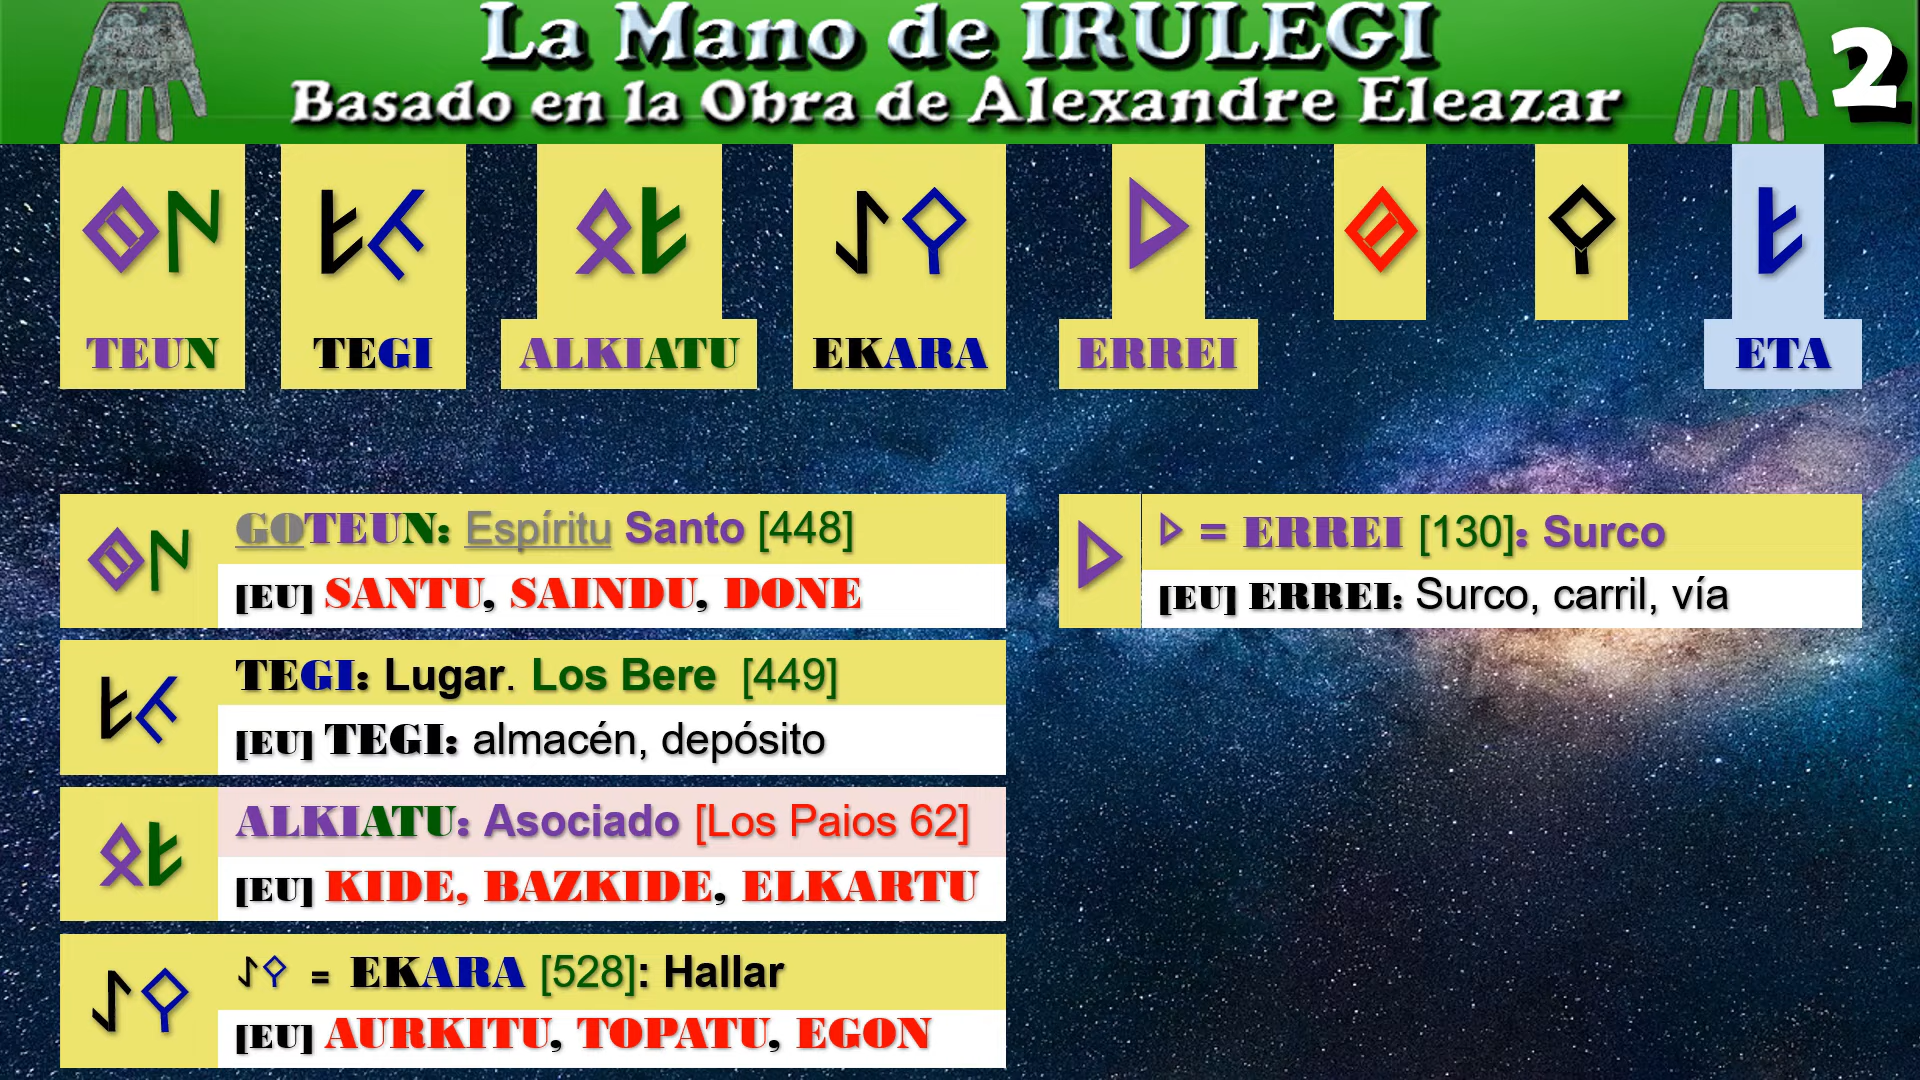 La Mano de IRULEGI
Basado en la Obra de Alexandre Eleazar
2
TEUN TEGI ALKIATU EKARA ERREI ETA
GOTEUN: Espíritu Santo [448]
[EU] SANTU, SAINDU, DONE
TEGI: Lugar. Los Bere [449]
[EU] TEGI: almacén, depósito
ALKIATU: Asociado [Los Paios 62]
[EU] KIDE, BAZKIDE, ELKARTU
= EKARA [528]: Hallar
[EU] AURKITU, TOPATU, EGON
= ERREI [130]: Surco
[EU] ERREI: Surco, carril, vía